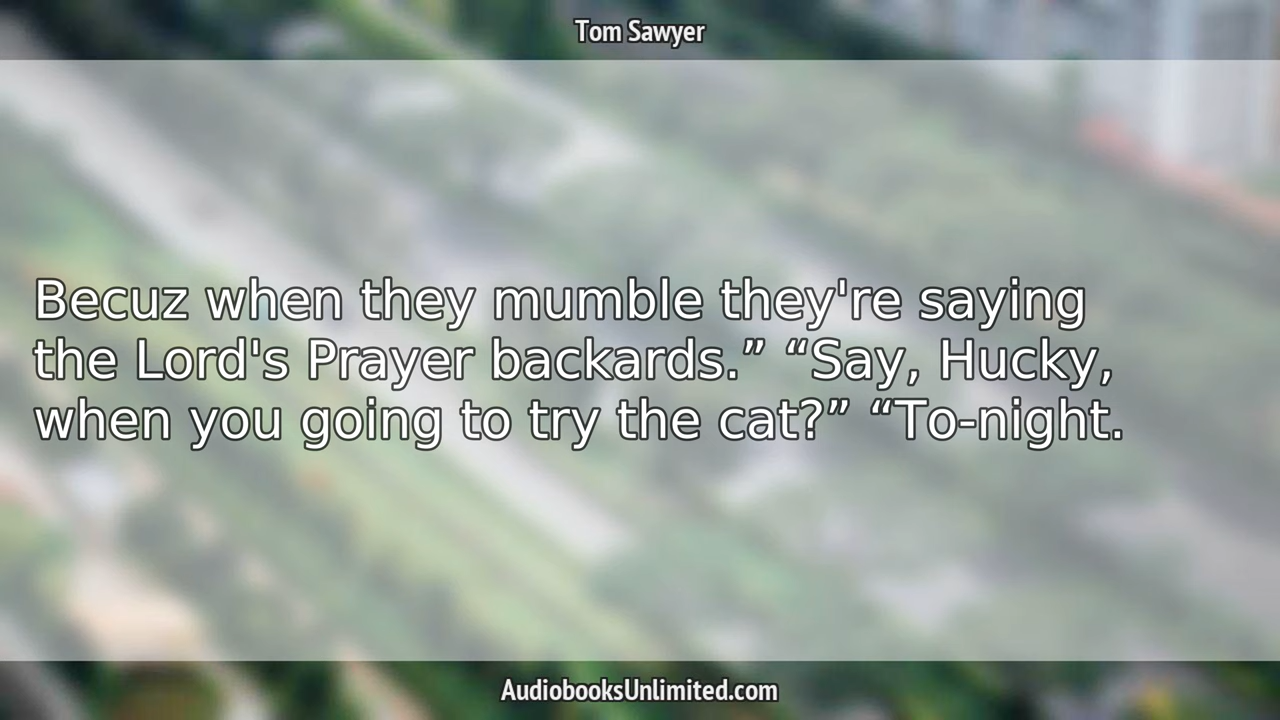 Tom Sawyer
Becuz when they mumble they're saying
the Lord's Prayer backards.” “Say, Hucky,
when you going to try the cat?” “To-night.
AudiobooksUnlimited.com